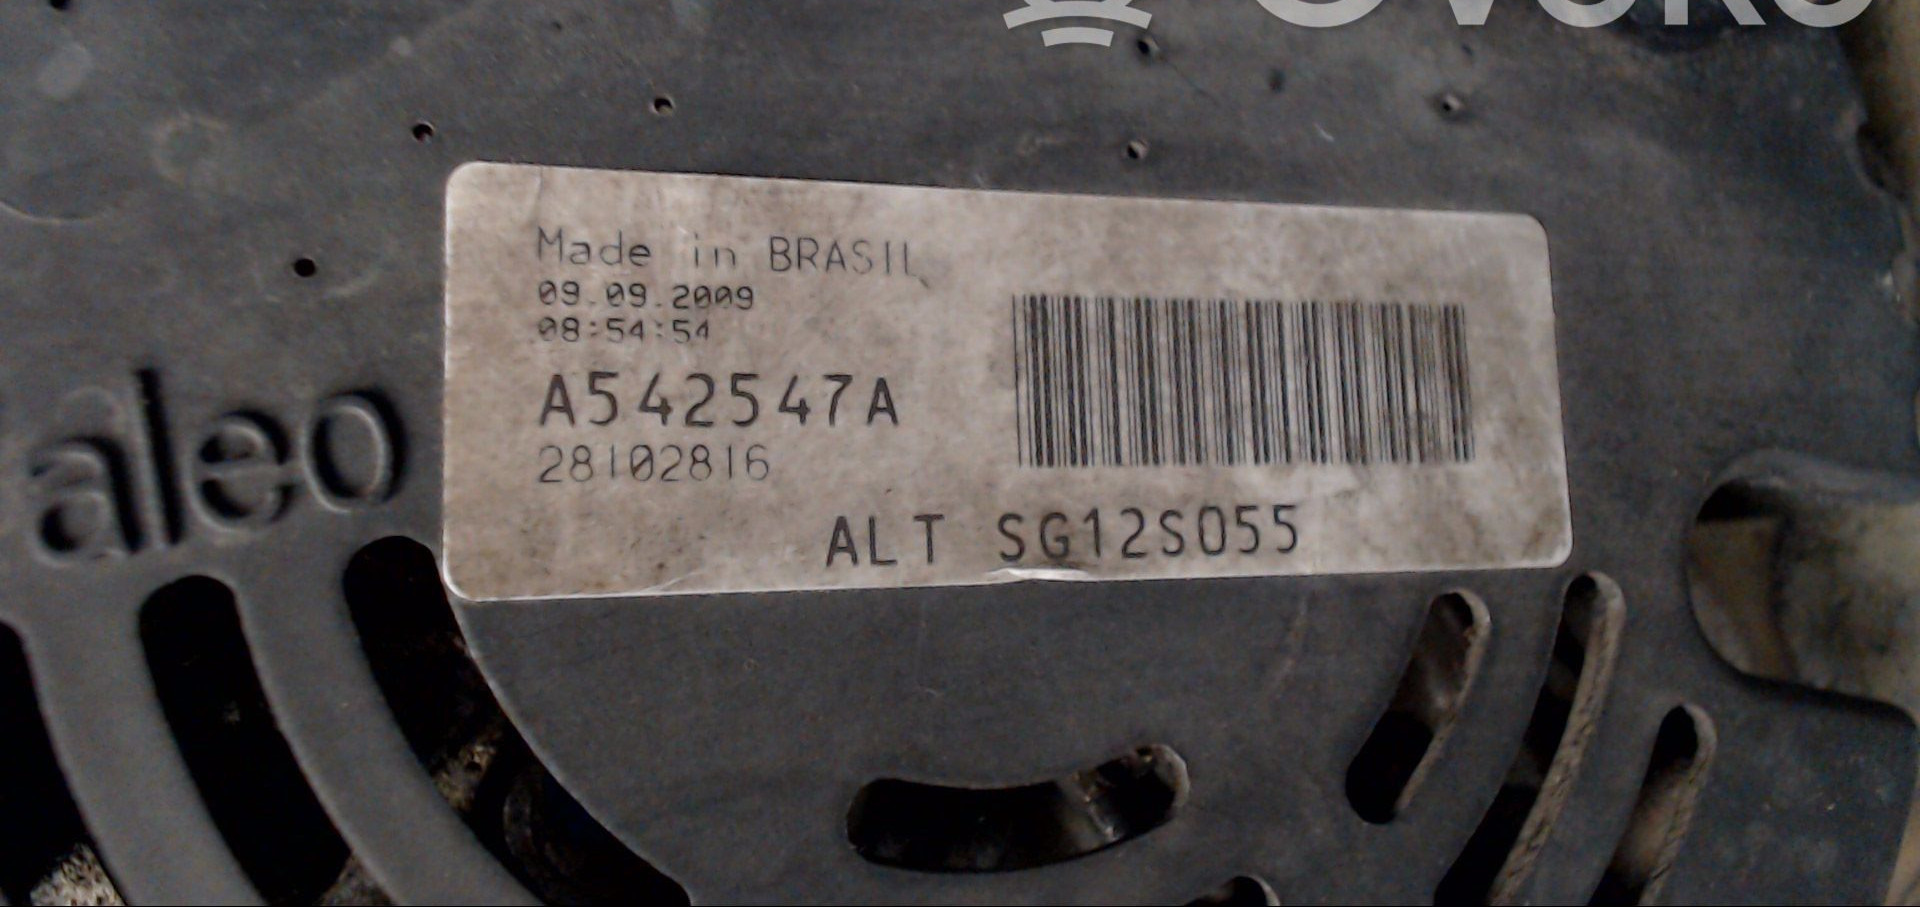 Made in BRASIL
09.09.2009
08:54:54
A542547A
28102816
ALT SG12S055
aleo